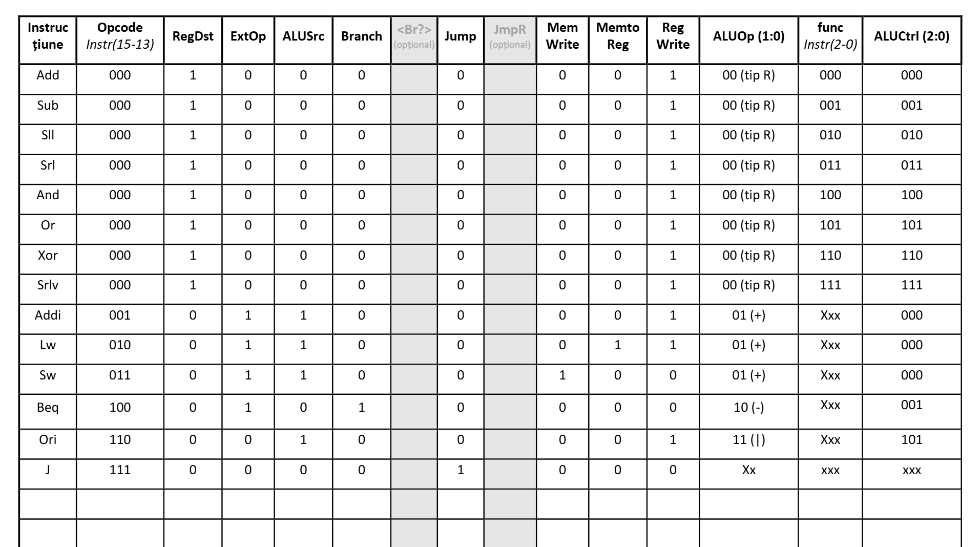 Instrucțiune Opcode Instr(15-13) RegDst ExtOp ALUSrc Branch <Br?> (opțional) Jump JmpR (opțional) Mem Write Memto Reg Reg Write ALUOp (1:0) func Instr(2-0) ALUCtrl (2:0)
Add 000 1 0 0 0 0 0 0 1 00 (tip R) 000 000
Sub 000 1 0 0 0 0 0 0 1 00 (tip R) 001 001
Sll 000 1 0 0 0 0 0 0 1 00 (tip R) 010 010
Srl 000 1 0 0 0 0 0 0 1 00 (tip R) 011 011
And 000 1 0 0 0 0 0 0 1 00 (tip R) 100 100
Or 000 1 0 0 0 0 0 0 1 00 (tip R) 101 101
Xor 000 1 0 0 0 0 0 0 1 00 (tip R) 110 110
Srlv 000 1 0 0 0 0 0 0 1 00 (tip R) 111 111
Addi 001 0 1 1 0 0 0 0 1 01 (+) Xxx 000
Lw 010 0 1 1 0 0 0 1 1 01 (+) Xxx 000
Sw 011 0 1 1 0 0 1 0 0 01 (+) Xxx 000
Beq 100 0 1 0 1 0 0 0 0 10 (-) Xxx 001
Ori 110 0 0 1 0 0 0 0 1 11 (|) Xxx 101
J 111 0 0 0 0 1 0 0 0 Xx xxx xxx